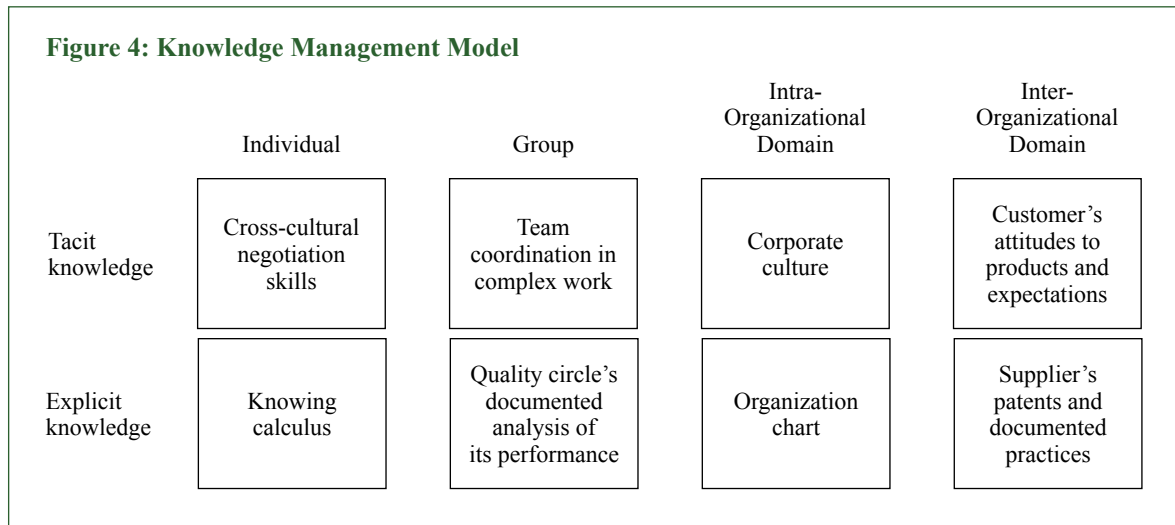 Figure 4: Knowledge Management Model
Individual
Group
Intra-
Organizational
Domain
Inter-
Organizational
Domain
Tacit
knowledge
Cross-cultural
negotiation
skills
Team
coordination in
complex work
Corporate
culture
Customer’s
attitudes to
products and
expectations
Explicit
knowledge
Knowing
calculus
Quality circle’s
documented
analysis of
its performance
Organization
chart
Supplier’s
patents and
documented
practices